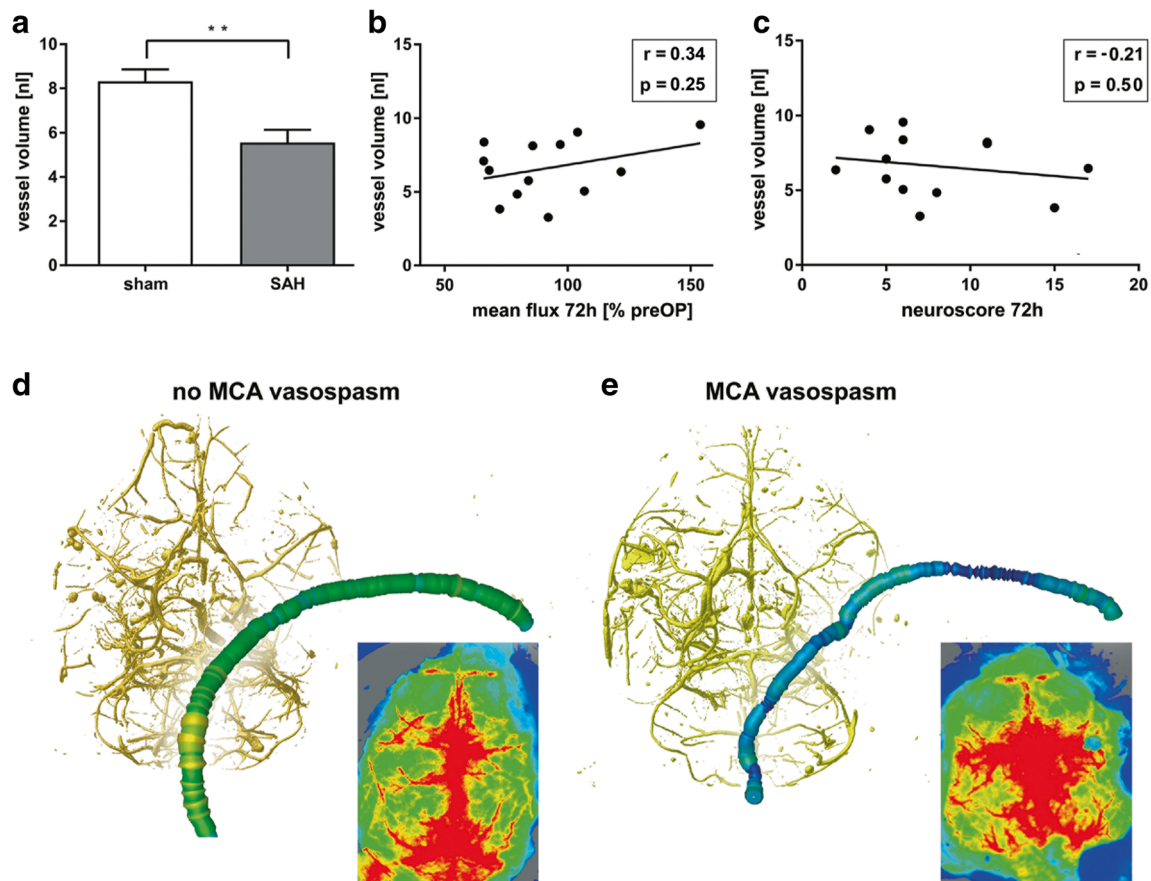 a
* *
10
8
6
4
2
0
vessel volume [nl]
sham
SAH
b
15
10
5
0
vessel volume [nl]
r = 0.34
p = 0.25
50
100
150
mean flux 72h [% preOP]
c
15
10
5
0
vessel volume [nl]
r = -0.21
p = 0.50
0
5
10
15
20
neuroscore 72h
d
no MCA vasospasm
e
MCA vasospasm